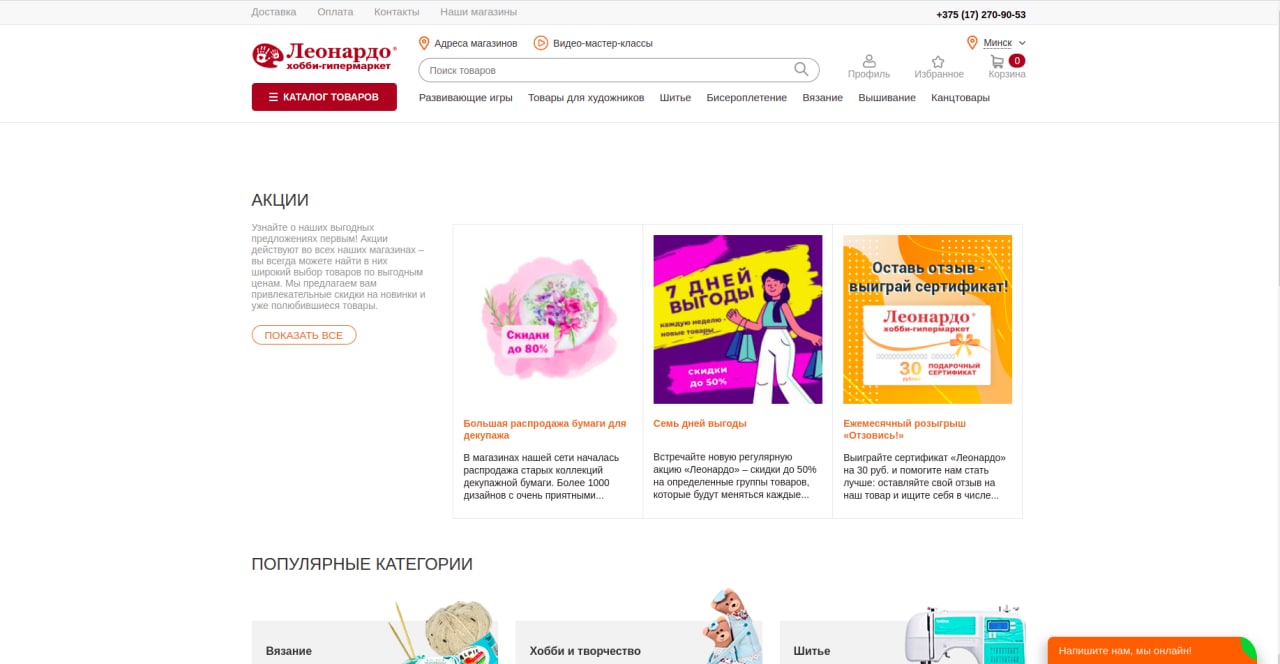 Доставка
Оплата
Контакты
Наши магазины
+375 (17) 270-90-53
Леонардо®
хобби-гипермаркет
Адреса магазинов
Видео-мастер-классы
Минск
Поиск товаров
Профиль
Избранное
0
Корзина
КАТАЛОГ ТОВАРОВ
Развивающие игры
Товары для художников
Шитье
Бисероплетение
Вязание
Вышивание
Канцтовары
АКЦИИ
Узнайте о наших выгодных
предложениях первым! Акции
действуют во всех наших магазинах –
вы всегда можете найти в них
широкий выбор товаров по выгодным
ценам. Мы предлагаем вам
привлекательные скидки на новинки и
уже полюбившиеся товары.
ПОКАЗАТЬ ВСЕ
Скидки
до 80%
Большая распродажа бумаги для
декупажа
В магазинах нашей сети началась
распродажа старых коллекций
декупажной бумаги. Более 1000
дизайнов с очень приятными...
7 ДНЕЙ
ВЫГОДЫ
каждую неделю -
новые товары
СКИДКИ
ДО 50%
Семь дней выгоды
Встречайте новую регулярную
акцию «Леонардо» – скидки до 50%
на определенные группы товаров,
которые будут меняться каждые...
Оставь отзыв -
выиграй сертификат!
Леонардо®
хобби-гипермаркет
30
рублей
ПОДАРОЧНЫЙ
СЕРТИФИКАТ
Ежемесячный розыгрыш
«Отзовись!»
Выиграйте сертификат «Леонардо»
на 30 руб. и помогите нам стать
лучше: оставляйте свой отзыв на
наш товар и ищите себя в числе...
ПОПУЛЯРНЫЕ КАТЕГОРИИ
Вязание
Хобби и творчество
Шитье
Напишите нам, мы онлайн!